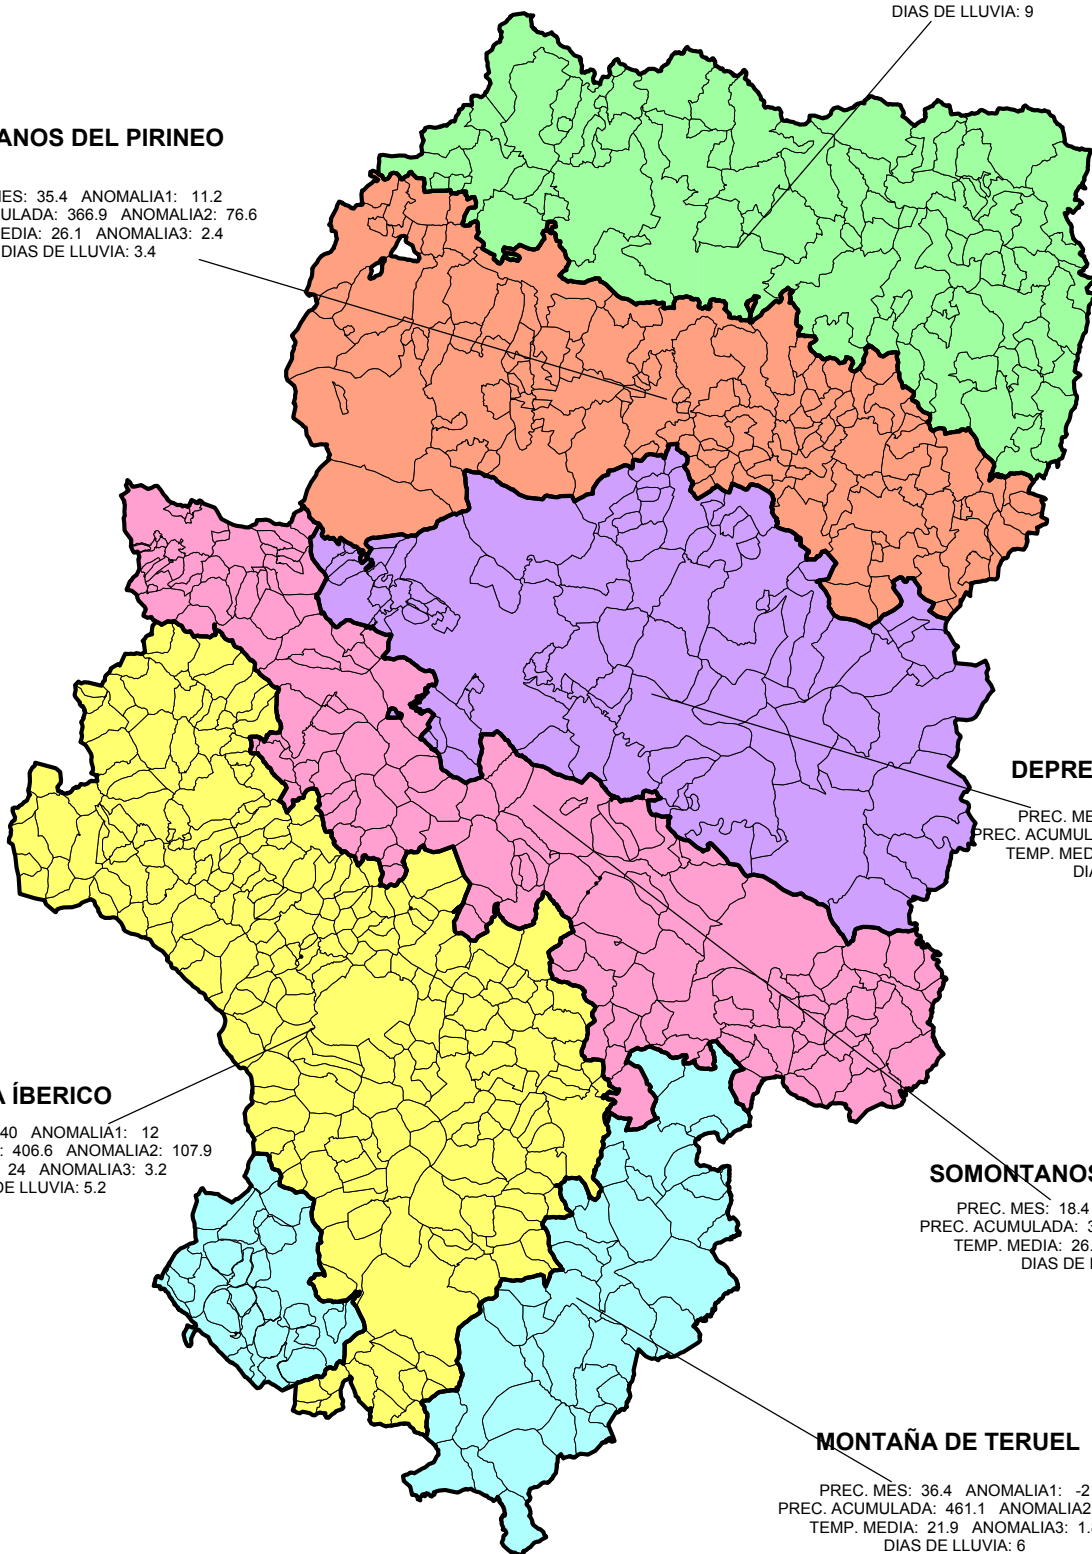 DIAS DE LLUVIA: 9
ANOS DEL PIRINEO
MES: 35.4 ANOMALIA1: 11.2
ULADA: 366.9 ANOMALIA2: 76.6
EDIA: 26.1 ANOMALIA3: 2.4
DIAS DE LLUVIA: 3.4
DEPRE
PREC. ME
PREC. ACUMUL
TEMP. MED
DIA
A ÍBERICO
40 ANOMALIA1: 12
: 406.6 ANOMALIA2: 107.9
24 ANOMALIA3: 3.2
DE LLUVIA: 5.2
SOMONTANOS
PREC. MES: 18.4
PREC. ACUMULADA: 3
TEMP. MEDIA: 26.
DIAS DE
MONTAÑA DE TERUEL
PREC. MES: 36.4 ANOMALIA1: -2
PREC. ACUMULADA: 461.1 ANOMALIA2
TEMP. MEDIA: 21.9 ANOMALIA3: 1.
DIAS DE LLUVIA: 6